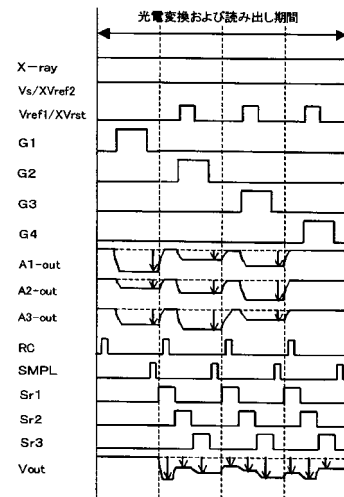 光電変換および読み出し期間
X-ray
Vs/XVref2
Vref1/XVrst
G1
G2
G3
G4
A1-out
A2-out
A3-out
RC
SMPL
Sr1
Sr2
Sr3
Vout